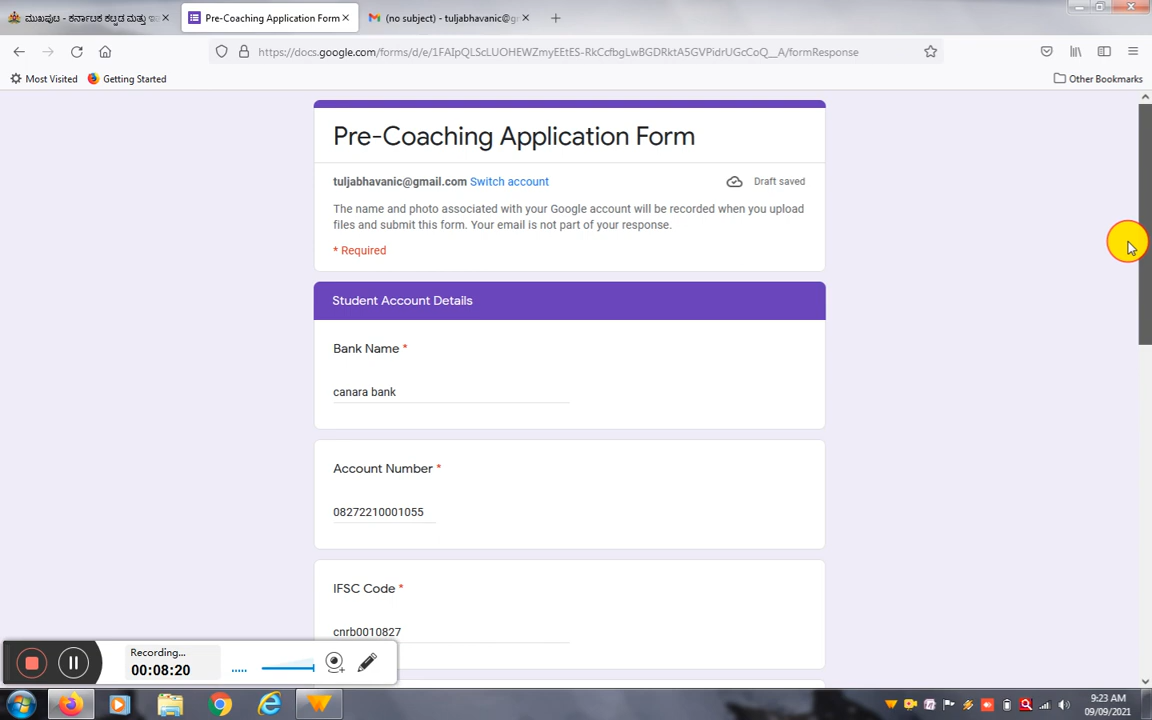 ಮುಖಪುಟ - ಕರ್ನಾಟಕ ಕಟ್ಟಡ ಮತ್ತು
Pre-Coaching Application Form
(no subject) - tuljabhavanic@g
https://docs.google.com/forms/d/e/1FAIpQLScLUOHEWZmyEEtES-RkCcfbgLwBGDRktA5GVPidrUGcCoQ__A/formResponse
Most Visited
Getting Started
Other Bookmarks
Pre-Coaching Application Form
tuljabhavanic@gmail.com Switch account
Draft saved
The name and photo associated with your Google account will be recorded when you upload
files and submit this form. Your email is not part of your response.
* Required
Student Account Details
Bank Name *
canara bank
Account Number *
08272210001055
IFSC Code *
cnrb0010827
Recording...
00:08:20
9:23 AM
09/09/2021